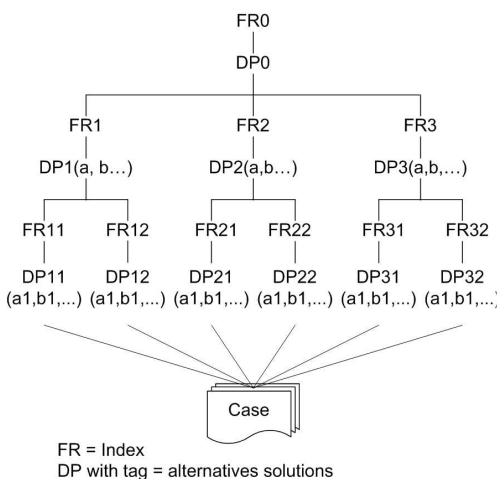 FR0
DP0
FR1 FR2 FR3
DP1(a, b...) DP2(a,b...) DP3(a,b,...)
FR11 FR12 FR21 FR22 FR31 FR32
DP11 DP12 DP21 DP22 DP31 DP32
(a1,b1,...) (a1,b1,...) (a1,b1,...) (a1,b1,...) (a1,b1,...) (a1,b1,...)
Case
FR = Index
DP with tag = alternatives solutions